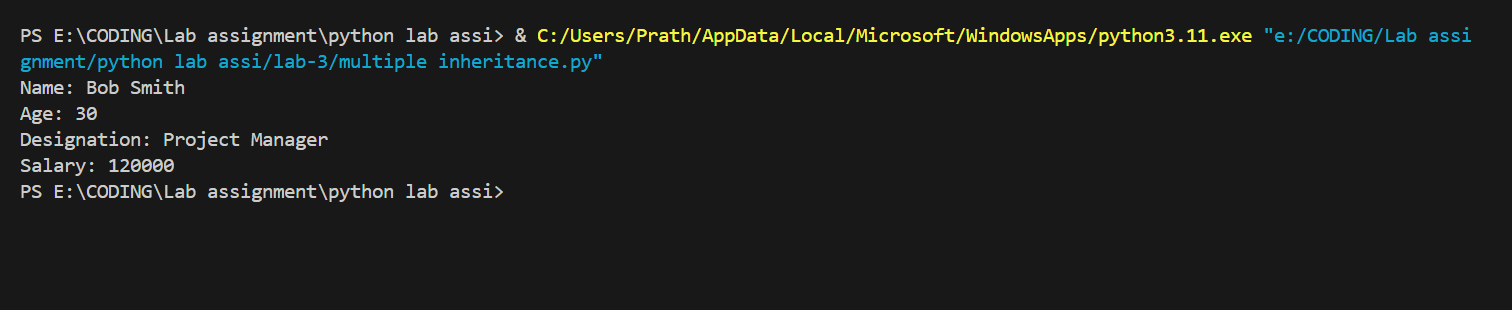 PS E:\CODING\Lab assignment\python lab assi> & C:/Users/Prath/AppData/Local/Microsoft/WindowsApps/python3.11.exe "e:/CODING/Lab assi
gnment/python lab assi/lab-3/multiple inheritance.py"
Name: Bob Smith
Age: 30
Designation: Project Manager
Salary: 120000
PS E:\CODING\Lab assignment\python lab assi>